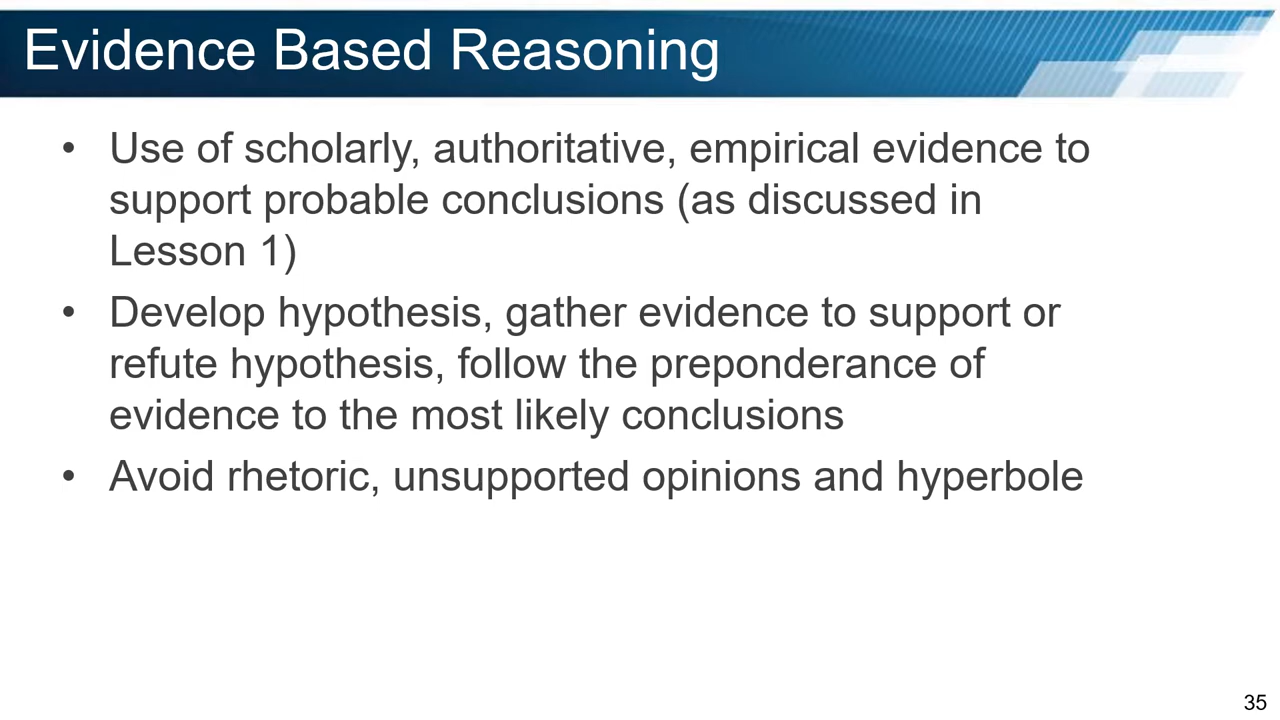 Evidence Based Reasoning
• Use of scholarly, authoritative, empirical evidence to
support probable conclusions (as discussed in
Lesson 1)
• Develop hypothesis, gather evidence to support or
refute hypothesis, follow the preponderance of
evidence to the most likely conclusions
• Avoid rhetoric, unsupported opinions and hyperbole
35